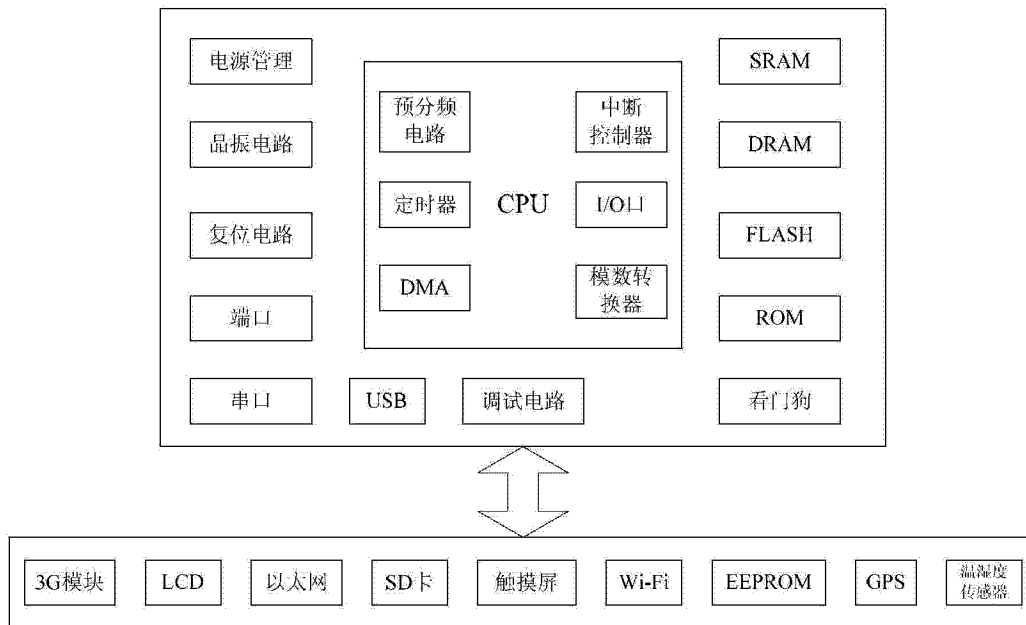 电源管理
SRAM
预分频
电路
中断
控制器
品振电路
DRAM
定时器
CPU
I/O口
复位电路
FLASH
DMA
模数转
换器
端口
ROM
串口
USB
调试电路
看门狗
3G模块
LCD
以太网
SD卡
触摸屏
Wi-Fi
EEPROM
GPS
温湿度
传感器